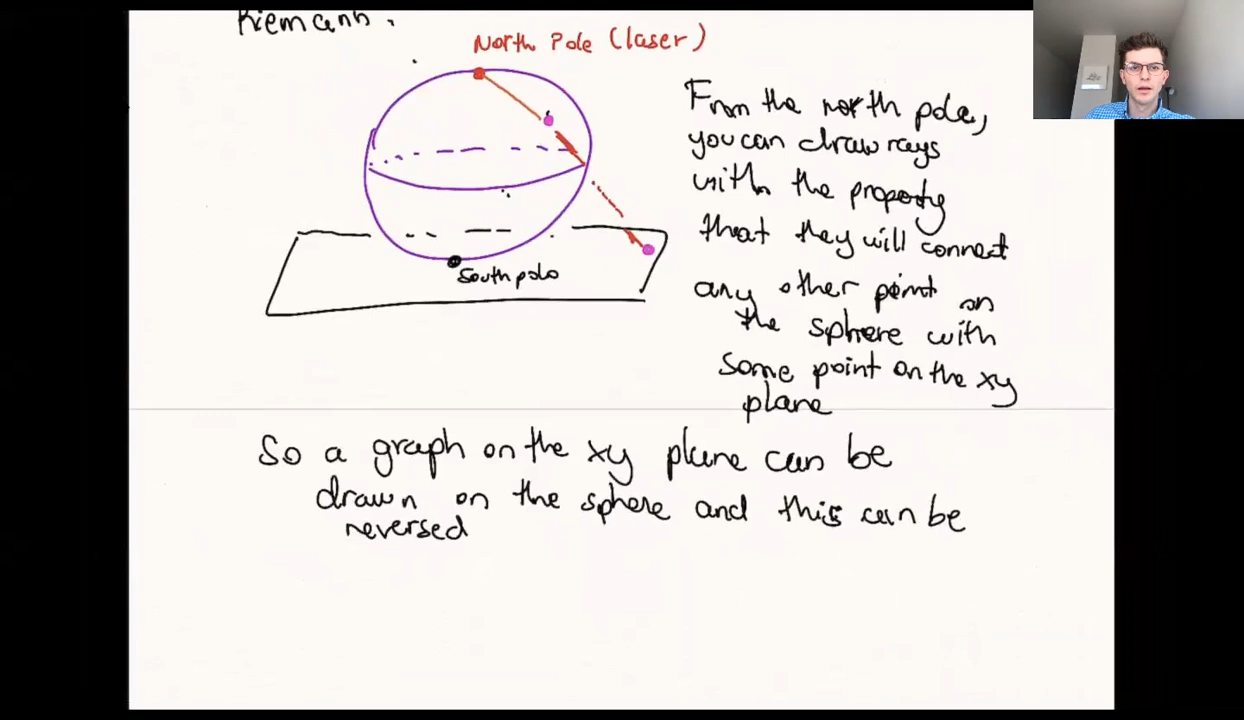 Riemann.
North Pole (laser)
South pole
From the north pole,
you can draw rays
with the property
that they will connect
any other point on
the sphere with
some point on the xy
plane
So a graph on the xy plane can be
drawn on the sphere and this can be
reversed